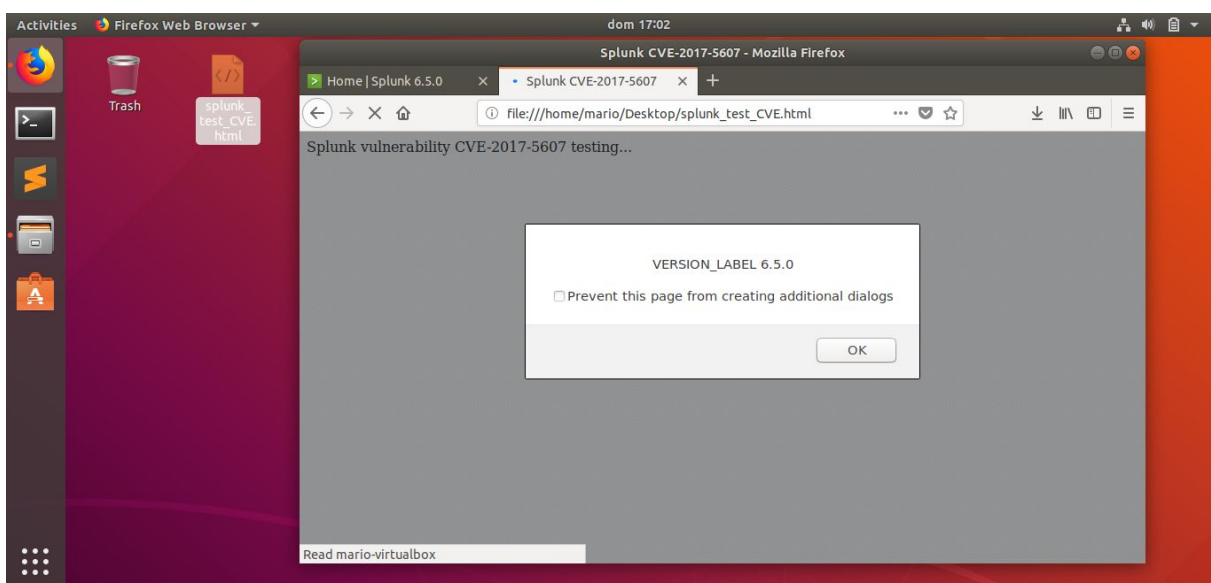 Activities
Firefox Web Browser
dom 17:02
Splunk CVE-2017-5607 - Mozilla Firefox
Home | Splunk 6.5.0
Splunk CVE-2017-5607
file:///home/mario/Desktop/splunk_test_CVE.html
Trash
splunk_
test_CVE.
html
Splunk vulnerability CVE-2017-5607 testing...
VERSION_LABEL 6.5.0
Prevent this page from creating additional dialogs
OK
Read mario-virtualbox